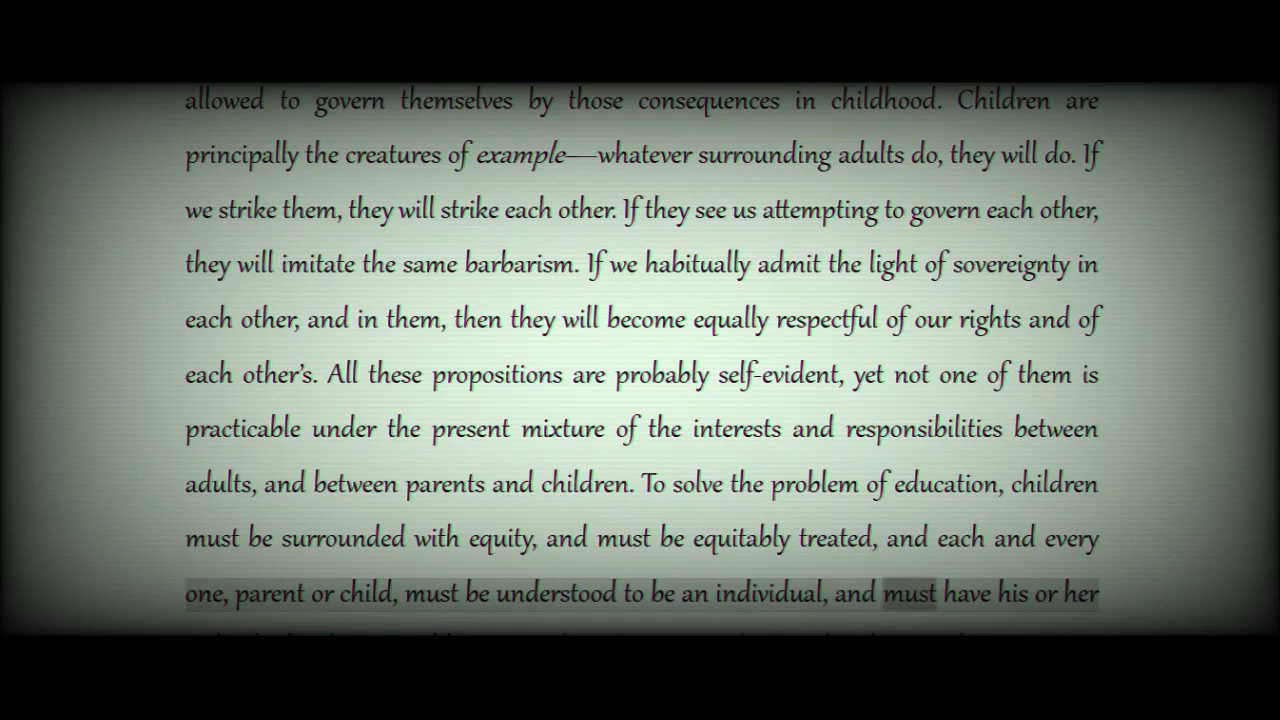 allowed to govern themselves by those consequences in childhood. Children are
principally the creatures of example—whatever surrounding adults do, they will do. If
we strike them, they will strike each other. If they see us attempting to govern each other,
they will imitate the same barbarism. If we habitually admit the light of sovereignty in
each other, and in them, then they will become equally respectful of our rights and of
each other's. All these propositions are probably self-evident, yet not one of them is
practicable under the present mixture of the interests and responsibilities between
adults, and between parents and children. To solve the problem of education, children
must be surrounded with equity, and must be equitably treated, and each and every
one, parent or child, must be understood to be an individual, and must have his or her